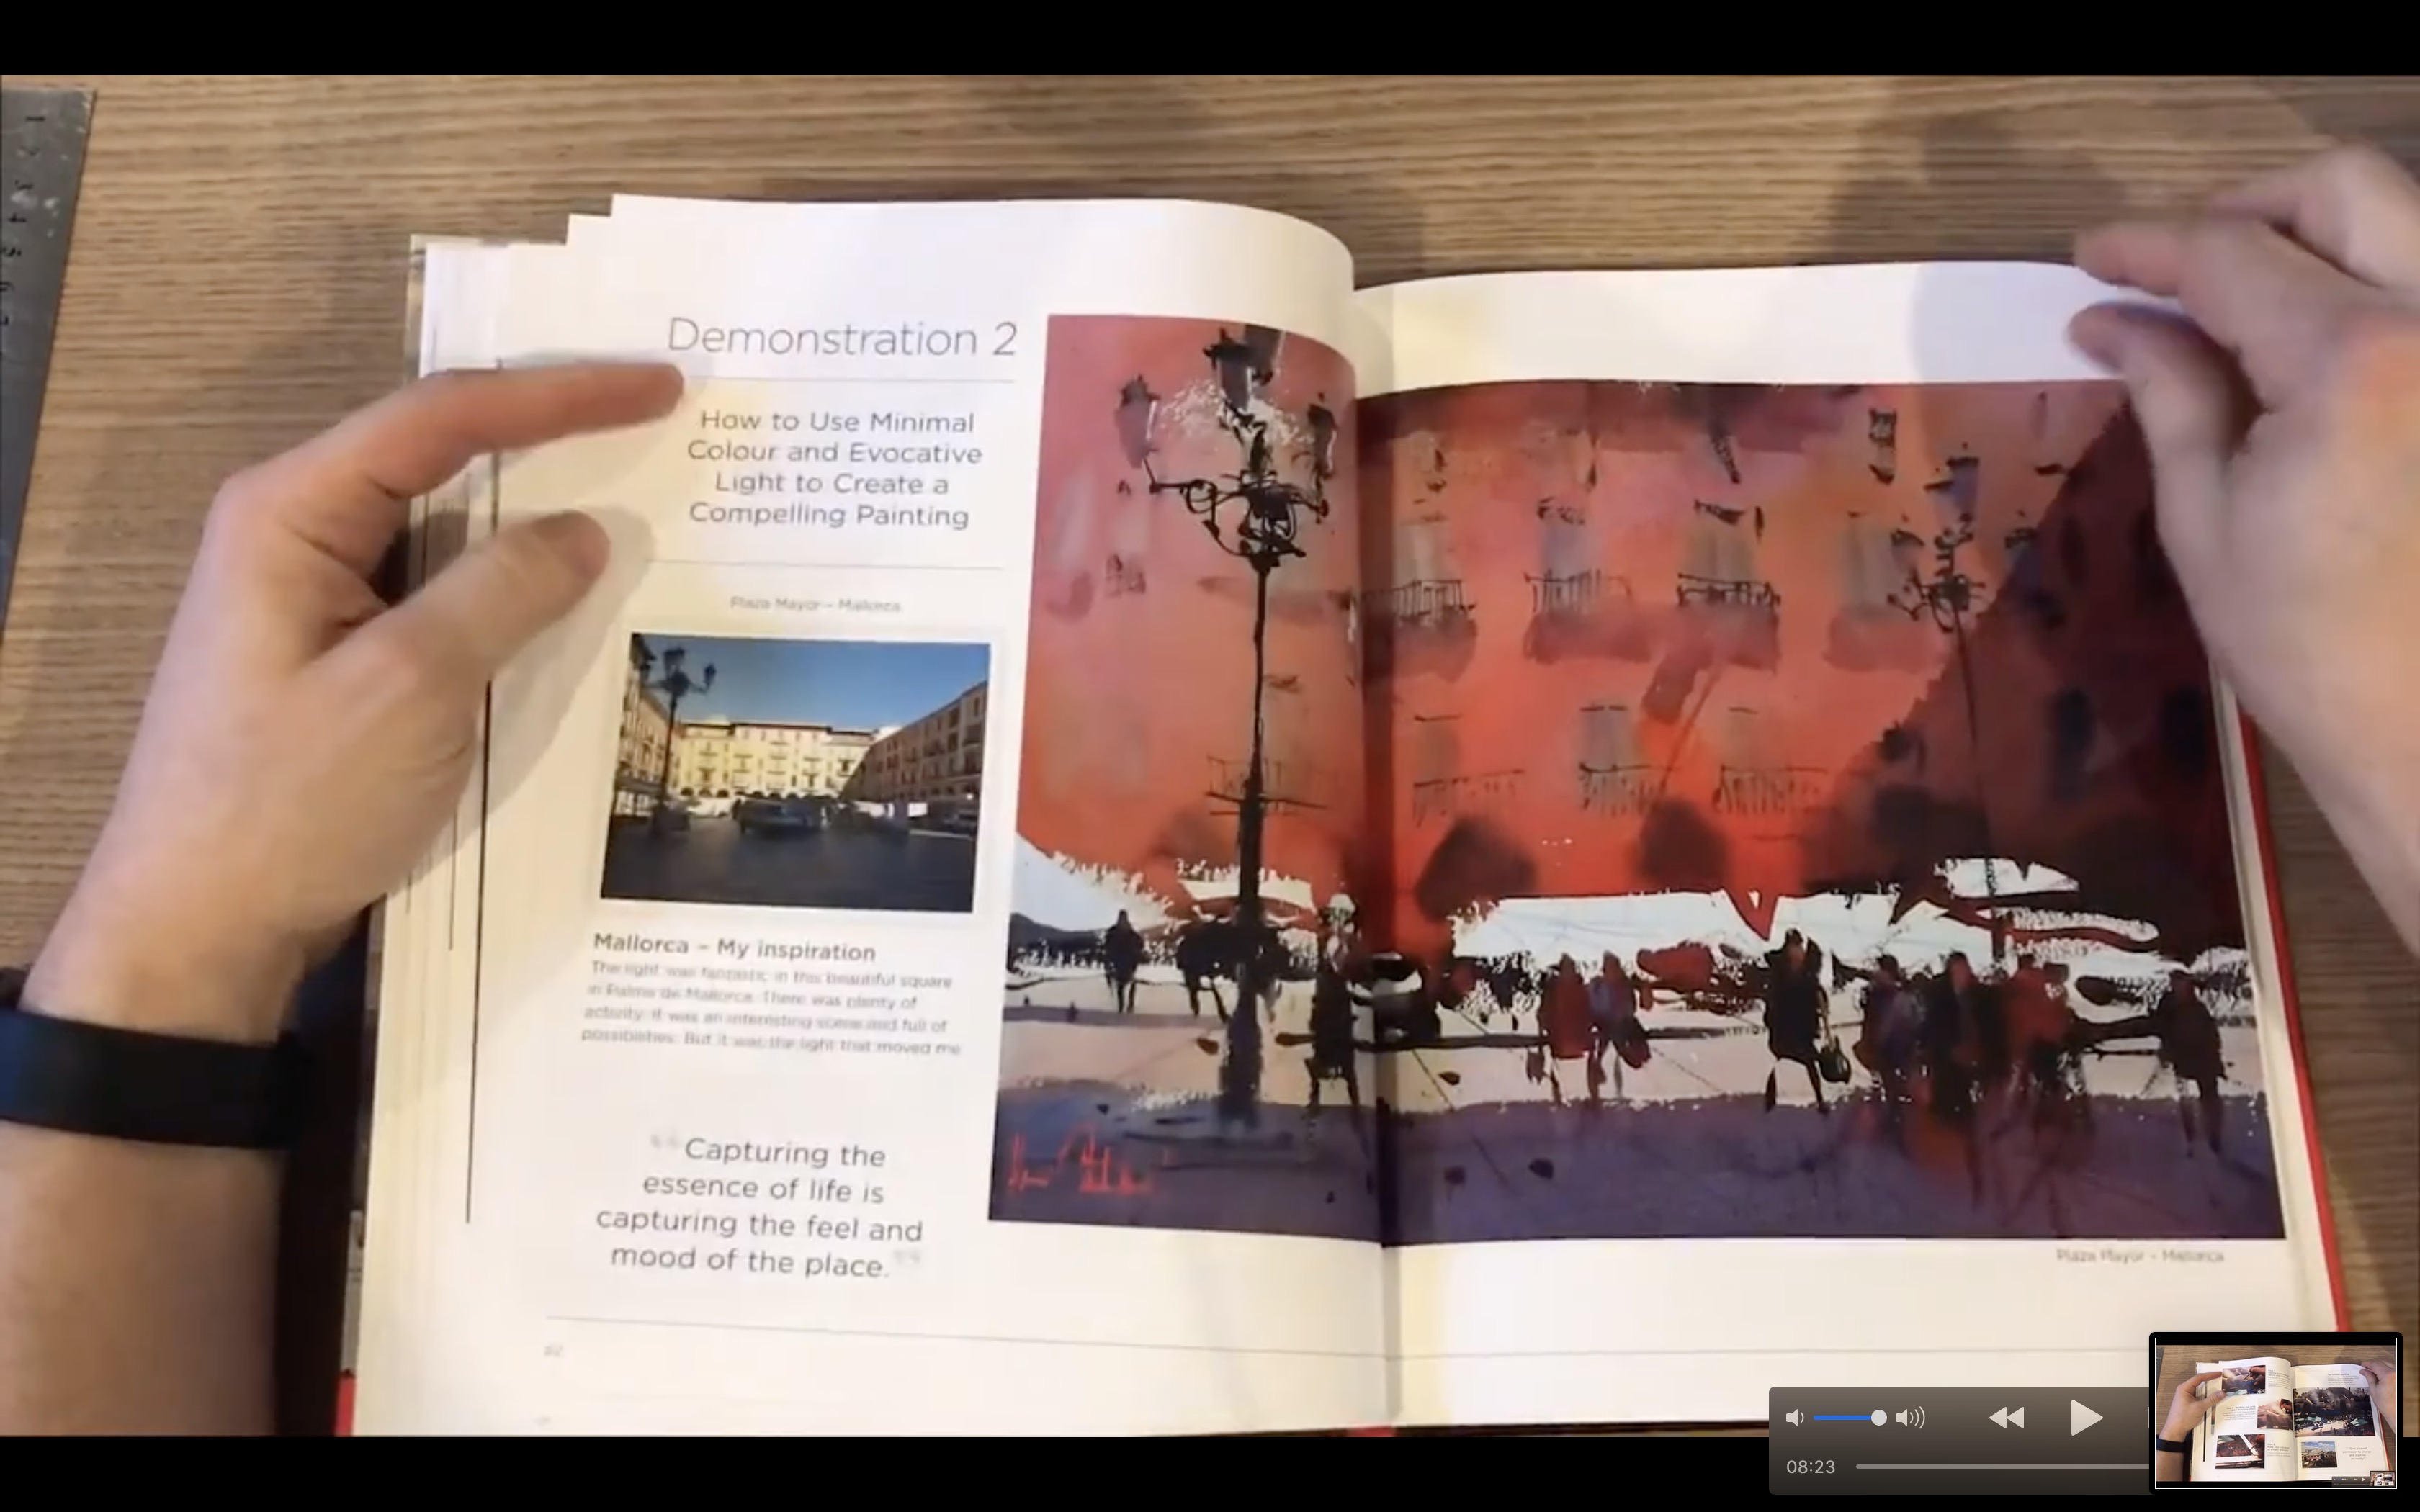 Demonstration 2
How to Use Minimal
Colour and Evocative
Light to Create a
Compelling Painting
Plaza Mayor – Mallorca
Mallorca – My inspiration
The light was fantastic in this beautiful square
in Palma de Mallorca. There was plenty of
activity. It was an interesting scene and full of
possibilities. But it was the light that moved me
“Capturing the
essence of life is
capturing the feel and
mood of the place.”
Plaza Mayor – Mallorca
08:23